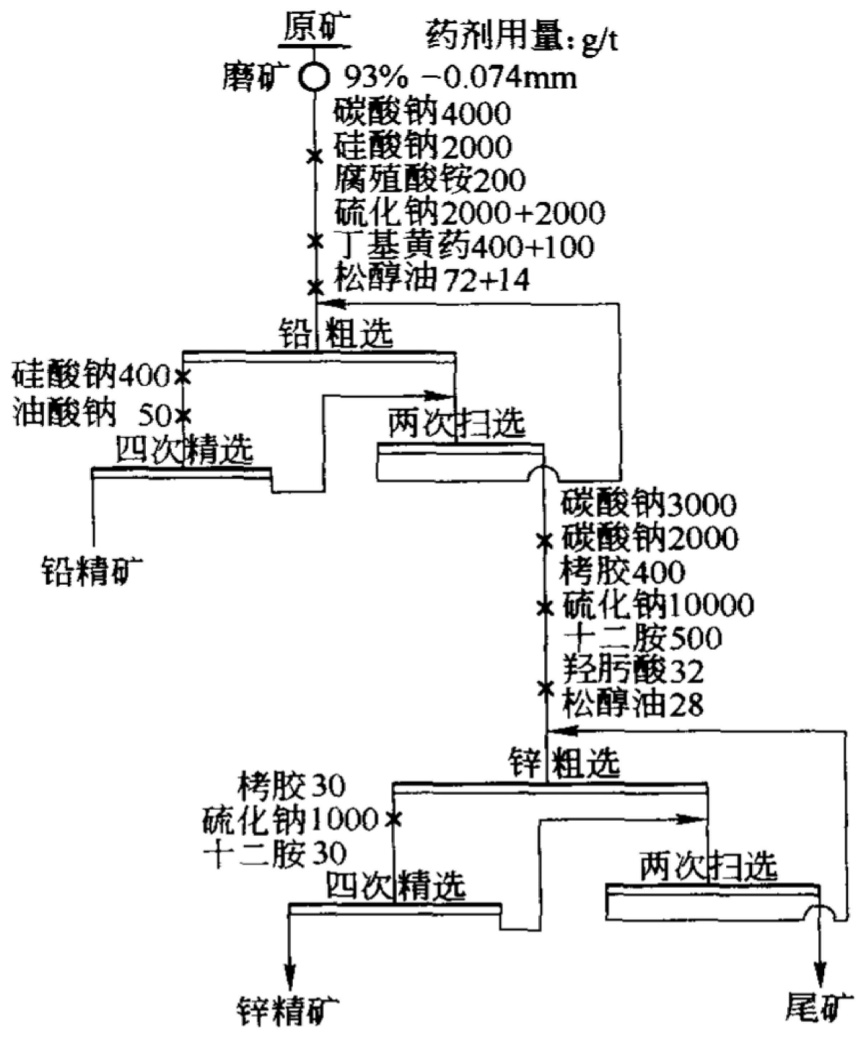 原矿
药剂用量：g/t
磨矿 93% －0.074mm
碳酸钠4000
硅酸钠2000
腐殖酸铵200
硫化钠2000+2000
丁基黄药400+100
松醇油72+14
铅粗选
硅酸钠400
油酸钠 50
四次精选
两次扫选
铅精矿
碳酸钠3000
碳酸钠2000
栲胶400
硫化钠10000
十二胺500
羟肟酸32
松醇油28
锌粗选
栲胶30
硫化钠1000
十二胺30
四次精选
两次扫选
锌精矿
尾矿